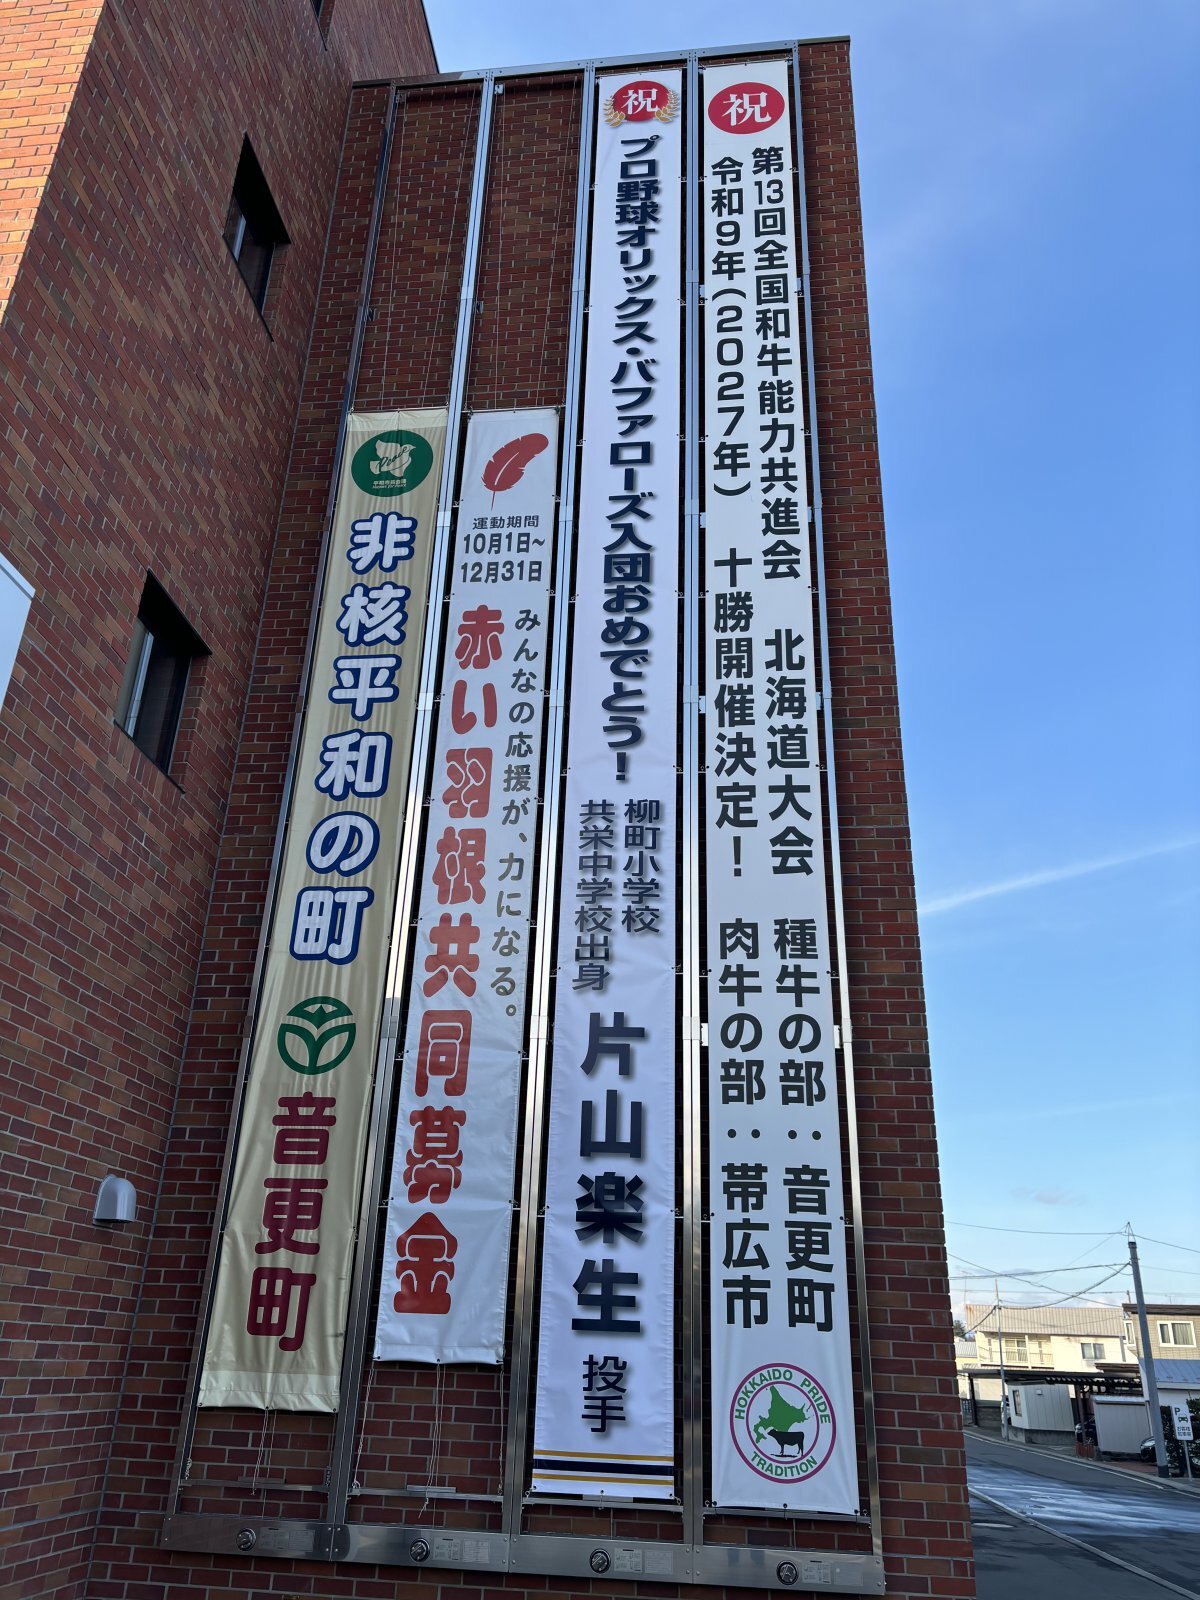 祝
第13回全国和牛能力共進会 北海道大会 種牛の部:音更町
令和9年(2027年) 十勝開催決定! 肉牛の部:帯広市
HOKKAIDO PRIDE
TRADITION
祝
プロ野球オリックス・バファローズ入団おめでとう!
柳町小学校
共栄中学校出身
片山楽生 投手
運動期間
10月1日~
12月31日
みんなの応援が、力になる。
赤い羽根共同募金
Peace
非核平和の町
音更町
P